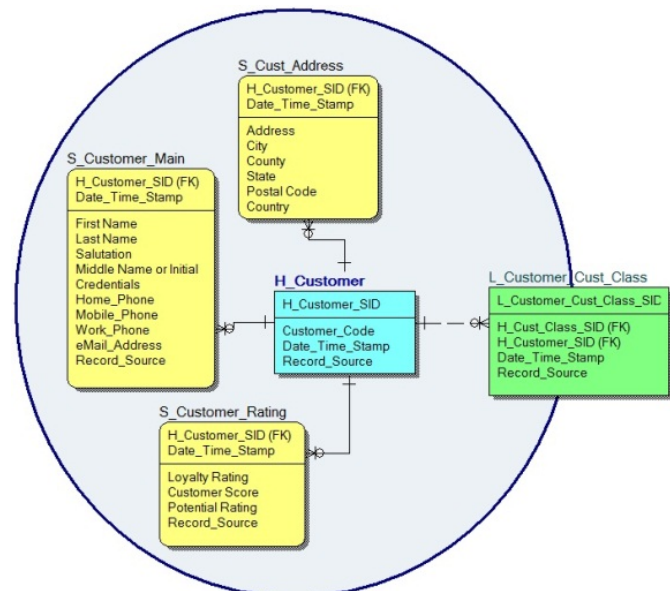 S_Cust_Address
H_Customer_SID (FK)
Date_Time_Stamp
Address
City
County
State
Postal Code
Country
S_Customer_Main
H_Customer_SID (FK)
Date_Time_Stamp
First Name
Last Name
Salutation
Middle Name or Initial
Credentials
Home_Phone
Mobile_Phone
Work_Phone
eMail_Address
Record_Source
H_Customer
H_Customer_SID
Customer_Code
Date_Time_Stamp
Record_Source
L_Customer_Cust_Class
L_Customer_Cust_Class_SID
H_Cust_Class_SID (FK)
H_Customer_SID (FK)
Date_Time_Stamp
Record_Source
S_Customer_Rating
H_Customer_SID (FK)
Date_Time_Stamp
Loyalty Rating
Customer Score
Potential Rating
Record_Source